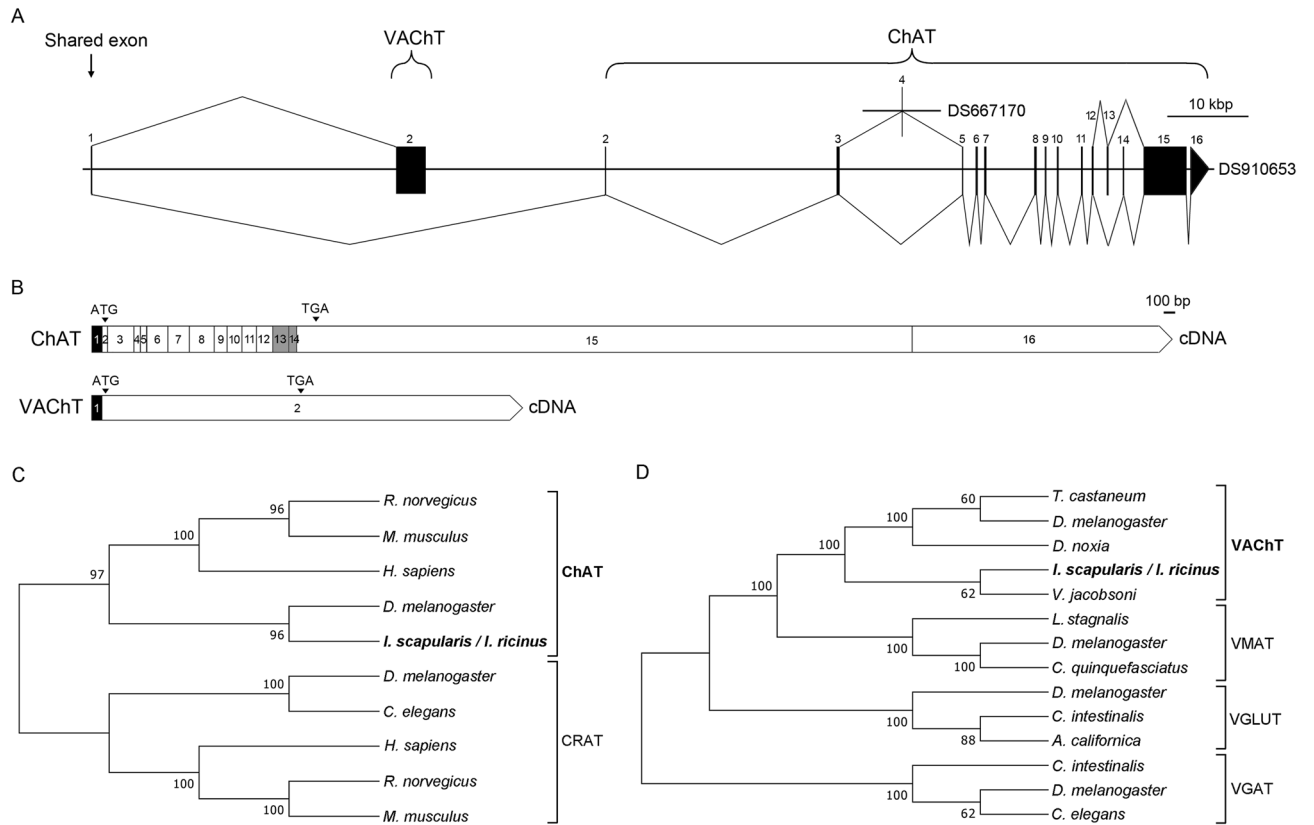 A
Shared exon
VAChT
ChAT
4
DS667170
10 kbp
12 13
1 2 2 3 5 6 7 8 9 10 11 14 15 16
DS910653
B
100 bp
ATG TGA
ChAT 1 2 3 4 5 6 7 8 9 10 11 12 13 14 15 16 cDNA
ATG TGA
VAChT 1 2 cDNA
C
R. norvegicus
96
M. musculus
100
H. sapiens
ChAT
97
D. melanogaster
96
I. scapularis / I. ricinus
D. melanogaster
100
C. elegans
CRAT
H. sapiens
R. norvegicus
100
100
M. musculus
D
T. castaneum
60
D. melanogaster
100
D. noxia
VAChT
100
I. scapularis / I. ricinus
62
V. jacobsoni
100
L. stagnalis
D. melanogaster
VMAT
100
C. quinquefasciatus
100
D. melanogaster
C. intestinalis
VGLUT
100
A. californica
88
C. intestinalis
D. melanogaster
VGAT
100
C. elegans
62